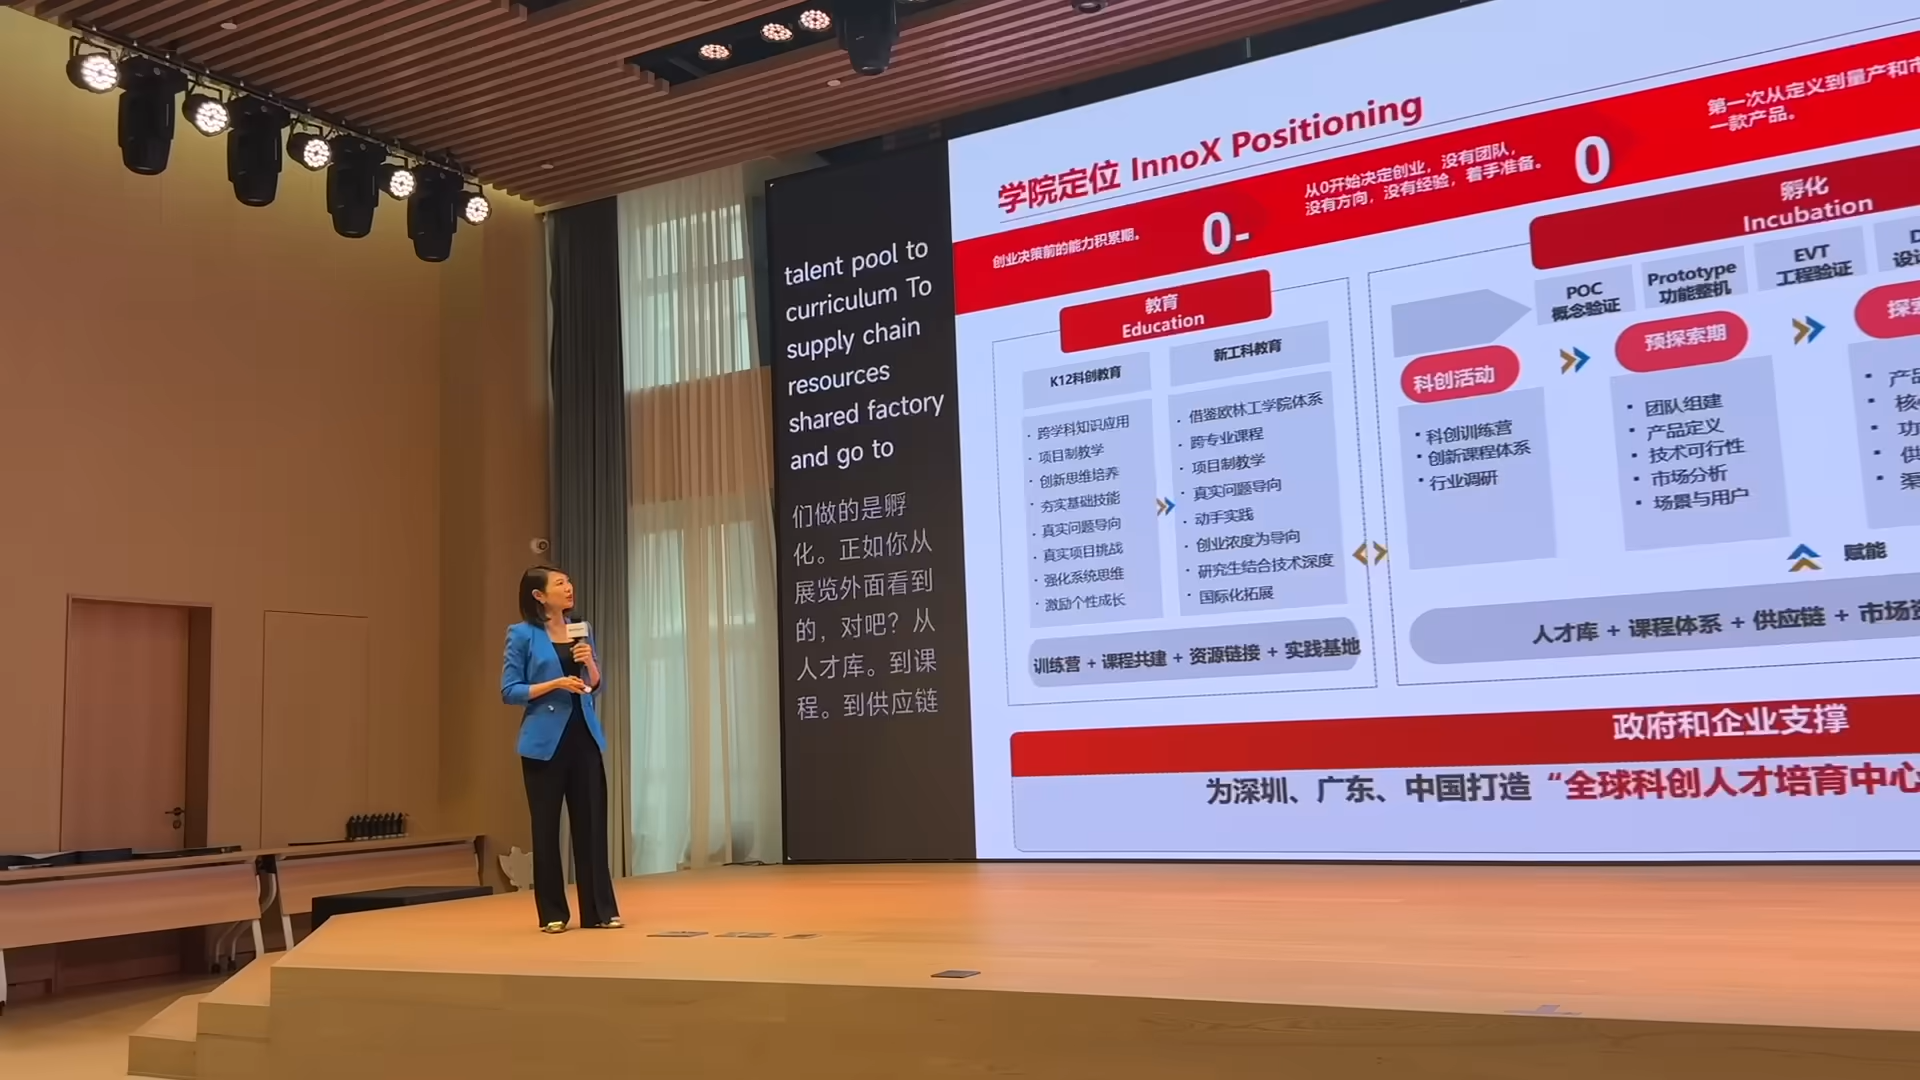 talent pool to
curriculum To
supply chain
resources
shared factory
and go to
们做的是孵
化。正如你从
展览外面看到
的，对吧？从
人才库。到课
程。到供应链
学院定位 InnoX Positioning
创业决策前的能力积累期。
0-
从0开始决定创业，没有团队，
没有方向，没有经验，着手准备。
0
第一次从定义到量产和市
一款产品。
教育
Education
K12科创教育
· 跨学科知识应用
· 项目制教学
· 创新思维培养
· 夯实基础技能
· 真实问题导向
· 真实项目挑战
· 强化系统思维
· 激励个性成长
新工科教育
· 借鉴欧林工学院体系
· 跨专业课程
· 项目制教学
· 真实问题导向
· 动手实践
· 创业浓度为导向
· 研究生结合技术深度
· 国际化拓展
训练营 + 课程共建 + 资源链接 + 实践基地
孵化
Incubation
POC
概念验证
Prototype
功能整机
EVT
工程验证
D
设
科创活动
• 科创训练营
• 创新课程体系
• 行业调研
预探索期
• 团队组建
• 产品定义
• 技术可行性
• 市场分析
• 场景与用户
探
• 产
• 核
• 功
• 供
• 渠
赋能
人才库 + 课程体系 + 供应链 + 市场
政府和企业支撑
为深圳、广东、中国打造“全球科创人才培育中心